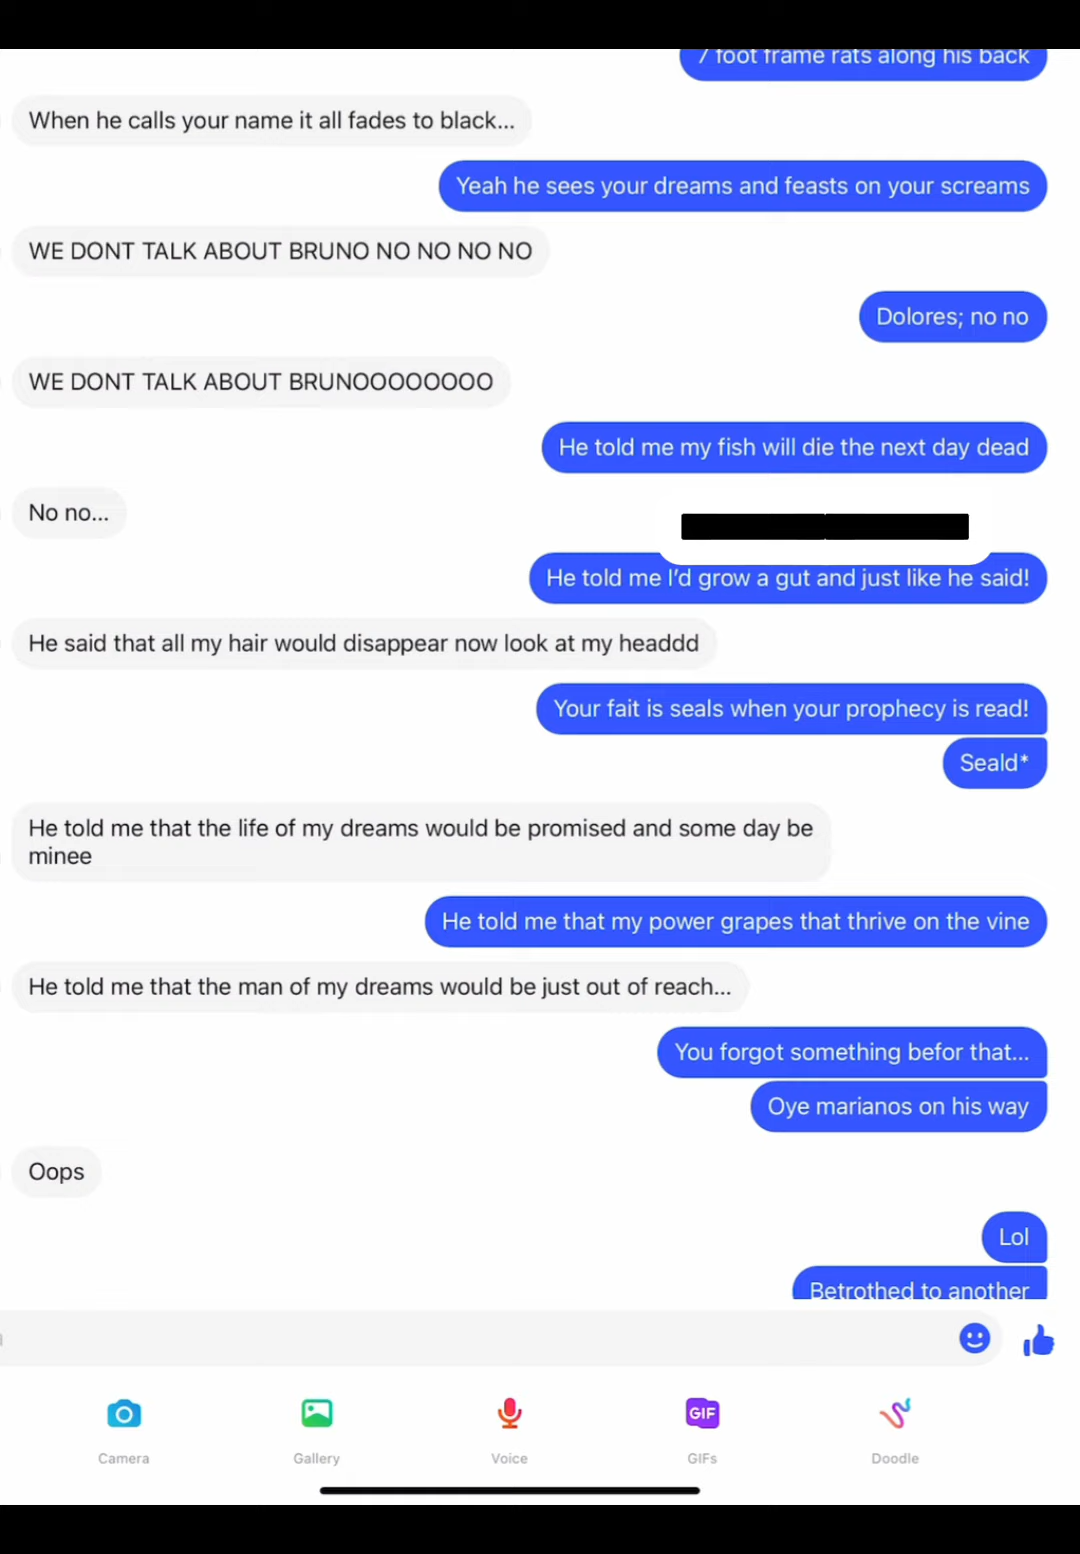 7 foot frame rats along his back
When he calls your name it all fades to black...
Yeah he sees your dreams and feasts on your screams
WE DONT TALK ABOUT BRUNO NO NO NO NO
Dolores; no no
WE DONT TALK ABOUT BRUNOOOOOOOO
He told me my fish will die the next day dead
No no...
He told me I'd grow a gut and just like he said!
He said that all my hair would disappear now look at my headdd
Your fait is seals when your prophecy is read!
Seald*
He told me that the life of my dreams would be promised and some day be
minee
He told me that my power grapes that thrive on the vine
He told me that the man of my dreams would be just out of reach...
You forgot something befor that...
Oye marianos on his way
Oops
Lol
Betrothed to another
GIF
Camera Gallery Voice GIFs Doodle